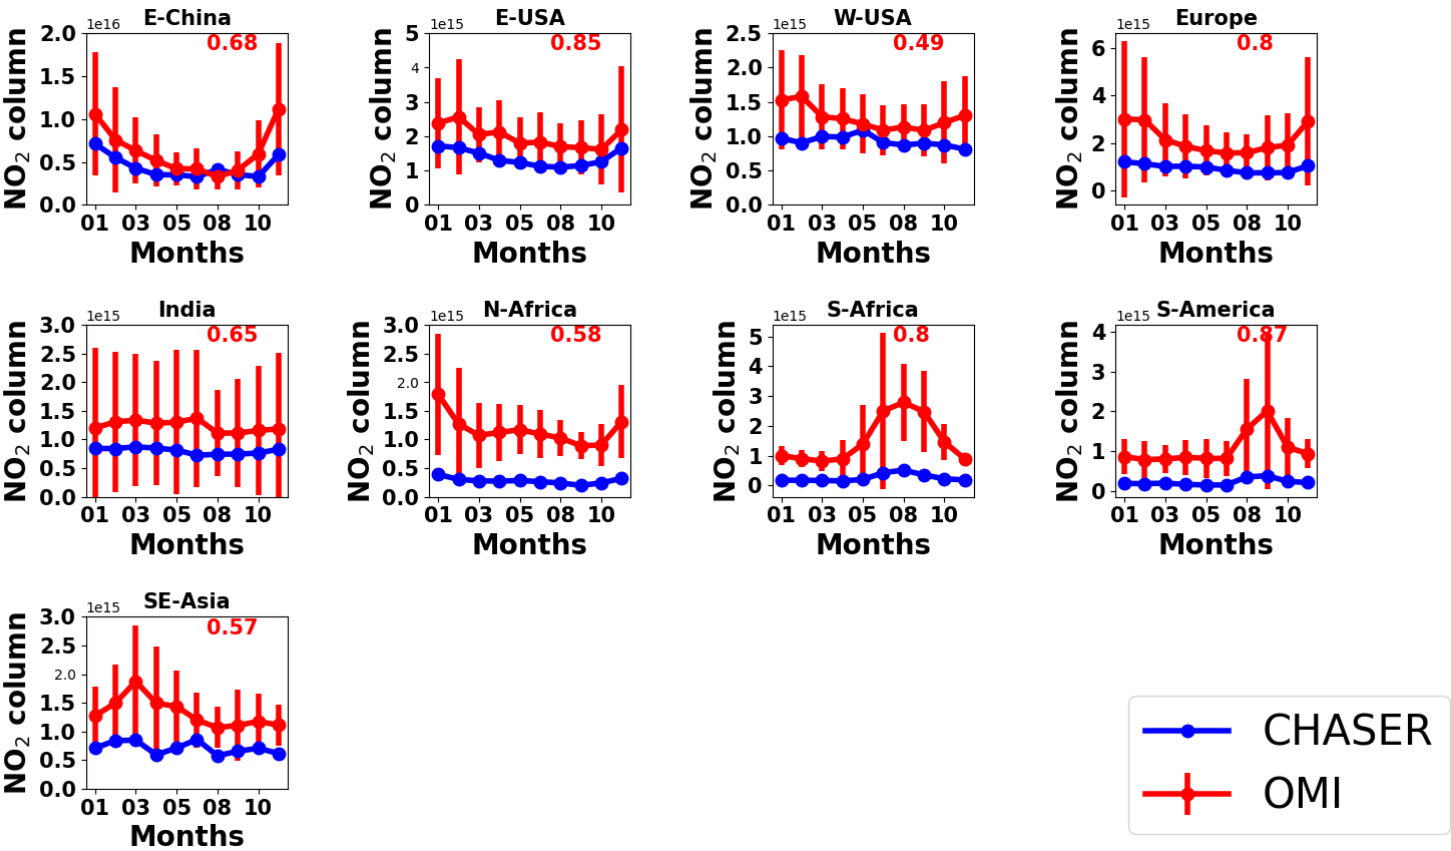 E-China
1e16
0.68
NO2 column
2.0
1.5
1.0
0.5
0.0
01 03 05 08 10
Months
E-USA
1e15
0.85
NO2 column
5
4
3
2
1
0
01 03 05 08 10
Months
W-USA
1e15
0.49
NO2 column
2.5
2.0
1.5
1.0
0.5
0.0
01 03 05 08 10
Months
Europe
1e15
0.8
NO2 column
6
4
2
0
01 03 05 08 10
Months
India
1e15
0.65
NO2 column
3.0
2.5
2.0
1.5
1.0
0.5
0.0
01 03 05 08 10
Months
N-Africa
1e15
0.58
NO2 column
3.0
2.5
2.0
1.5
1.0
0.5
0.0
01 03 05 08 10
Months
S-Africa
1e15
0.8
NO2 column
5
4
3
2
1
0
01 03 05 08 10
Months
S-America
1e15
0.87
NO2 column
4
3
2
1
0
01 03 05 08 10
Months
SE-Asia
1e15
0.57
NO2 column
3.0
2.5
2.0
1.5
1.0
0.5
0.0
01 03 05 08 10
Months
CHASER
OMI